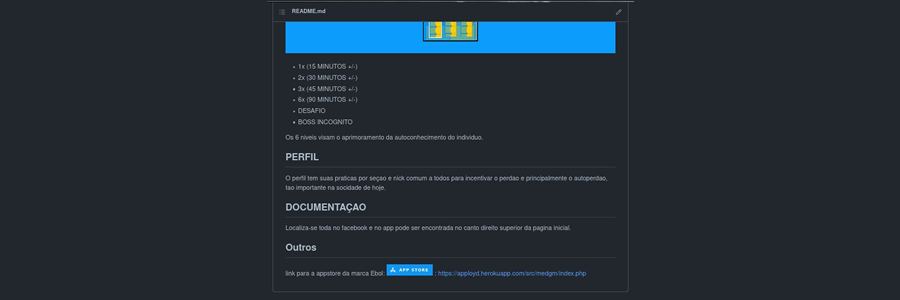 README.md
1x (15 MINUTOS +/-)
2x (30 MINUTOS +/-)
3x (45 MINUTOS +/-)
6x (90 MINUTOS +/-)
DESAFIO
BOSS INCOGNITO
Os 6 niveis visam o aprimoramento da autoconhecimento do individuo.
PERFIL
O perfil tem suas praticas por seçao e nick comum a todos para incentivar o perdao e principalmente o autoperdao,
tao importante na socidade de hoje.
DOCUMENTAÇAO
Localiza-se toda no facebook e no app pode ser encontrada no canto direito superior da pagina inicial.
Outros
link para a appstore da marca Ebol: APP STORE : https://apployd.herokuapp.com/src/medgm/index.php